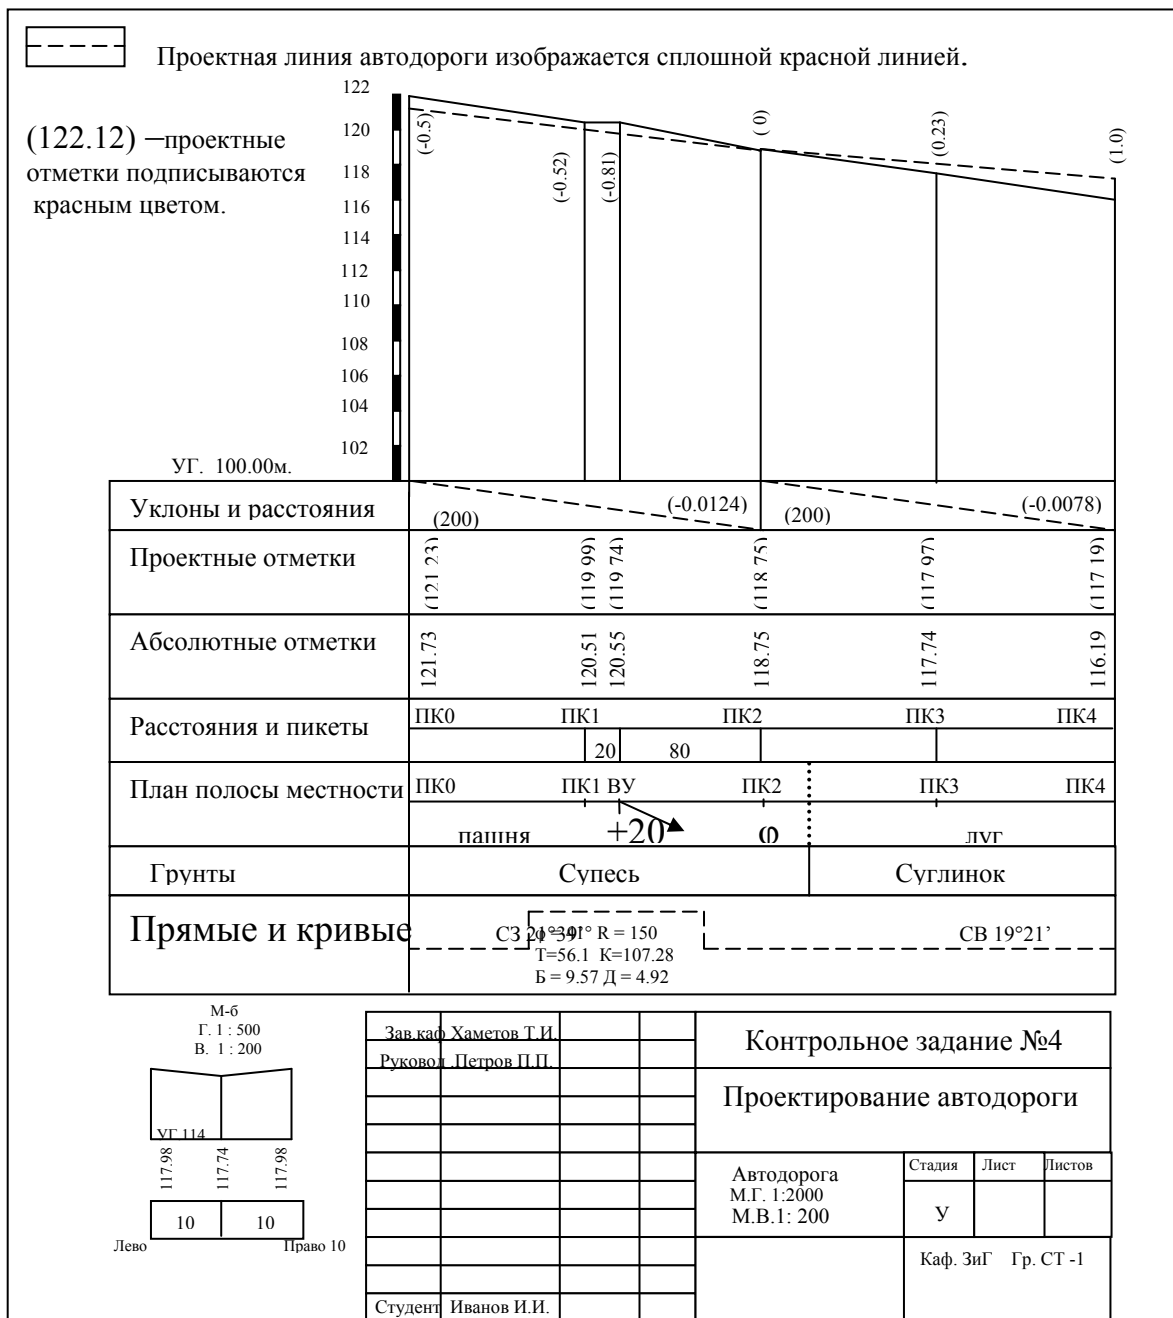 Проектная линия автодороги изображается сплошной красной линией.
(122.12) –проектные
отметки подписываются
красным цветом.
122
120
118
116
114
112
110
108
106
104
102
УГ. 100.00м.
(-0.5)
(-0.52)
(-0.81)
( 0)
(0.23)
(1.0)
Уклоны и расстояния
(200)
(-0.0124)
(200)
(-0.0078)
Проектные отметки
(121 23)
(119 99)
(119 74)
(118 75)
(117 97)
(117 19)
Абсолютные отметки
121.73
120.51
120.55
118.75
117.74
116.19
Расстояния и пикеты
ПК0 ПК1 ПК2 ПК3 ПК4
20 80
План полосы местности
ПК0 ПК1 ВУ ПК2 ПК3 ПК4
пашня +20 φ луг
Грунты Супесь Суглинок
Прямые и кривые
СЗ 21°39'
R = 150
СВ 19°21’
Т=56.1 К=107.28
Б = 9.57 Д = 4.92
М-б
Г. 1 : 500
В. 1 : 200
УГ 114
117.98
117.74
117.98
10 10
Лево Право 10
Зав.каф Хаметов Т.И.
Руковод .Петров П.П.
Студент Иванов И.И.
Контрольное задание №4
Проектирование автодороги
Автодорога
М.Г. 1:2000
М.В.1: 200
Стадия Лист Листов
У
Каф. ЗиГ Гр. СТ -1